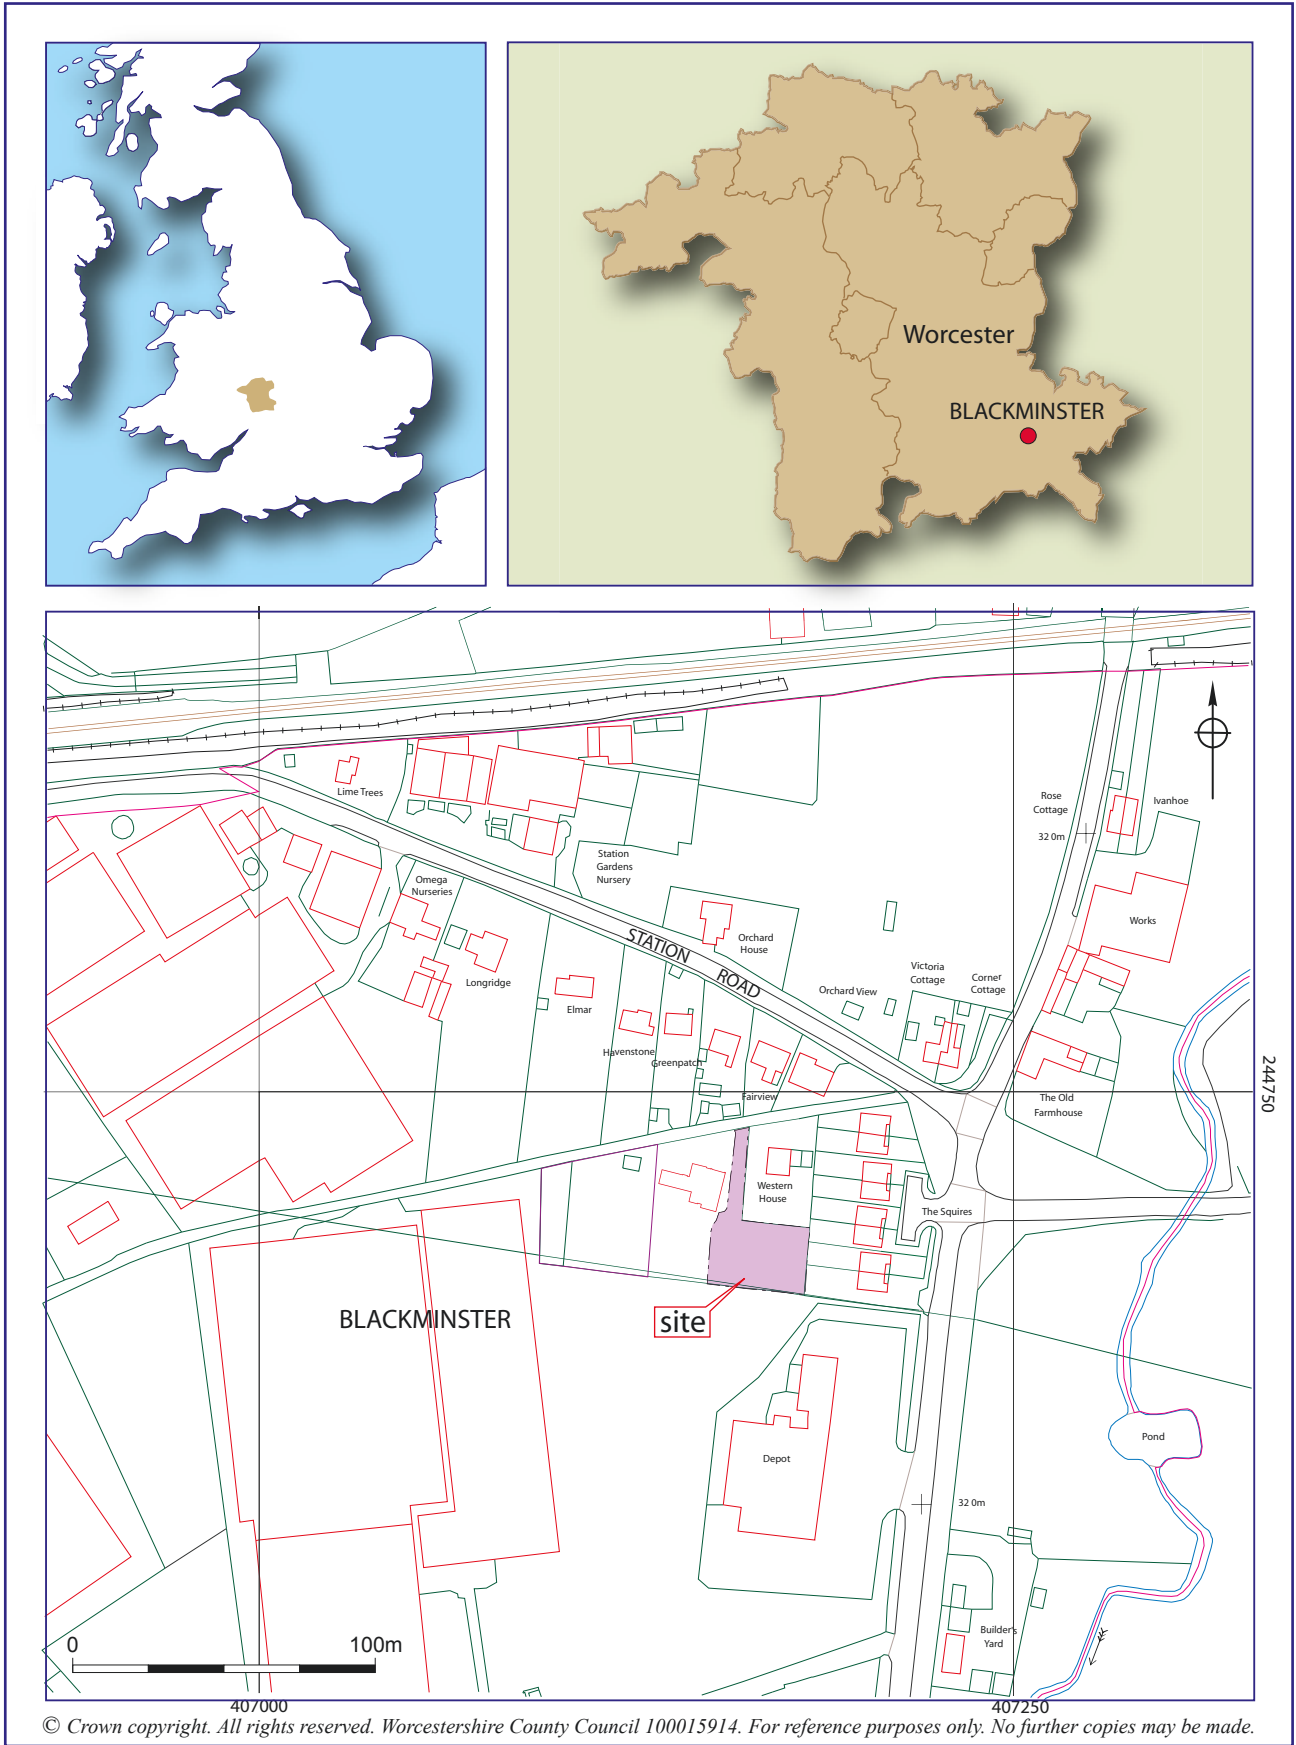 Worcester
BLACKMINSTER
Lime Trees
Rose
Cottage
Ivanhoe
32 0m
Station
Gardens
Nursery
Omega
Nurseries
Works
STATION ROAD
Orchard
House
Longridge
Victoria
Cottage
Corner
Cottage
Orchard View
Elmar
Havenstone
Greenpatch
244750
Fairview
The Old
Farmhouse
Western
House
The Squires
BLACKMINSTER
site
Pond
Depot
32 0m
Builder's
Yard
0 100m
407000 407250
© Crown copyright. All rights reserved. Worcestershire County Council 100015914. For reference purposes only. No further copies may be made.